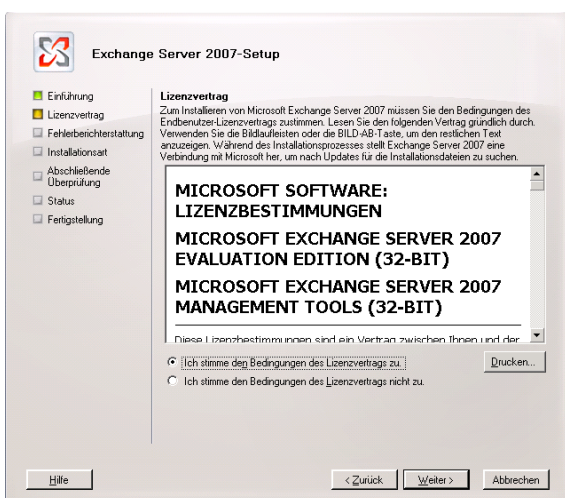 Exchange Server 2007-Setup
Einführung
Lizenzvertrag
Fehlerberichterstattung
Installationsart
Abschließende
Überprüfung
Status
Fertigstellung
Lizenzvertrag
Zum Installieren von Microsoft Exchange Server 2007 müssen Sie den Bedingungen des
Endbenutzer-Lizenzvertrags zustimmen. Lesen Sie den folgenden Vertrag gründlich durch.
Verwenden Sie die Bildlaufleisten oder die BILD-AB-Taste, um den restlichen Text
anzuzeigen. Während des Installationsprozesses stellt Exchange Server 2007 eine
Verbindung mit Microsoft her, um nach Updates für die Installationsdateien zu suchen.
MICROSOFT SOFTWARE:
LIZENZBESTIMMUNGEN
MICROSOFT EXCHANGE SERVER 2007
EVALUATION EDITION (32-BIT)
MICROSOFT EXCHANGE SERVER 2007
MANAGEMENT TOOLS (32-BIT)
Diese Lizenzbestimmungen sind ein Vertrag zwischen Ihnen und der
Ich stimme den Bedingungen des Lizenzvertrags zu.
Drucken...
Ich stimme den Bedingungen des Lizenzvertrags nicht zu.
Hilfe
< Zurück
Weiter >
Abbrechen